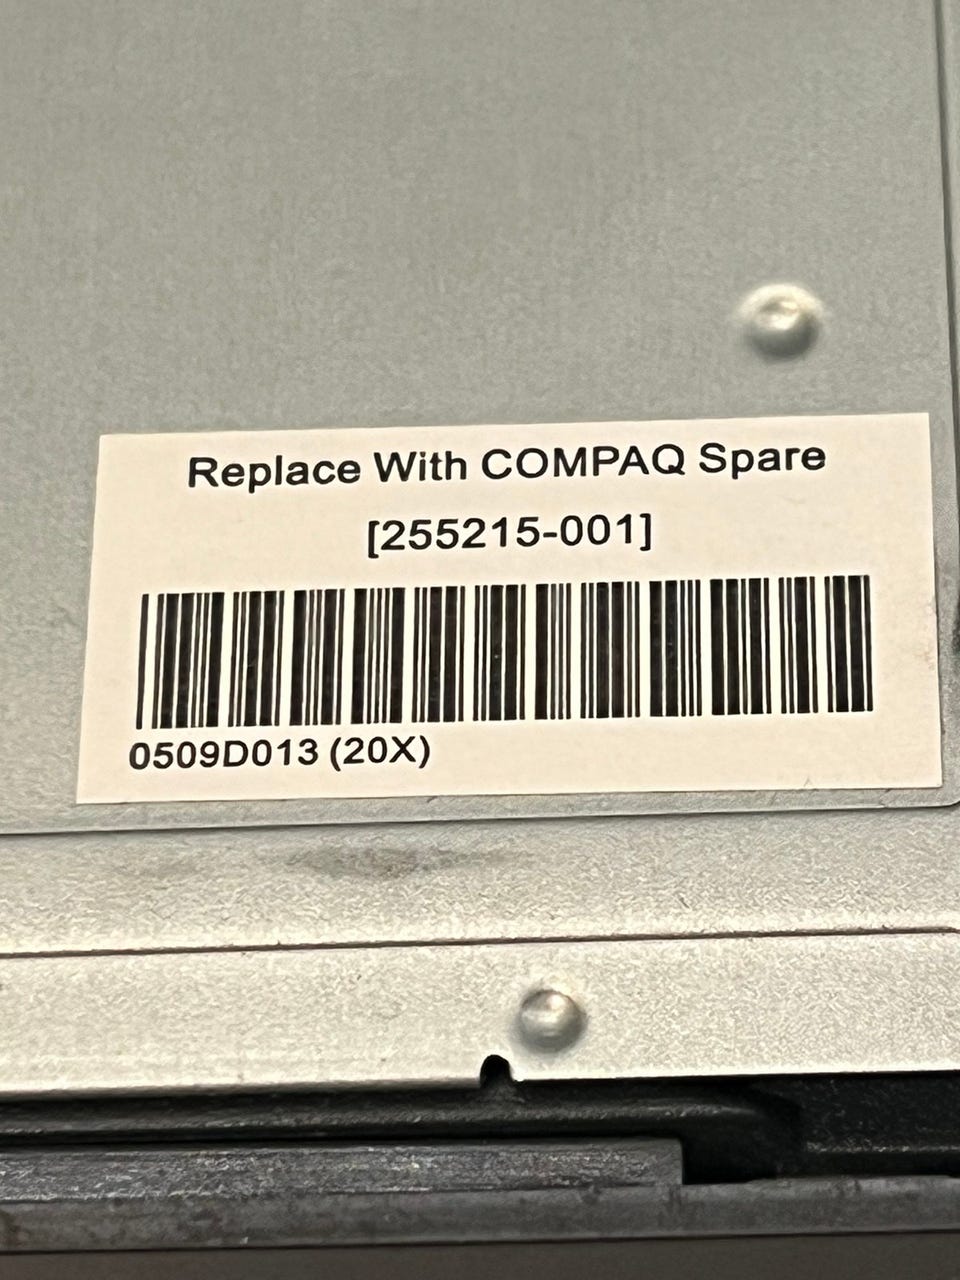 Replace With COMPAQ Spare
[255215-001]
0509D013 (20X)